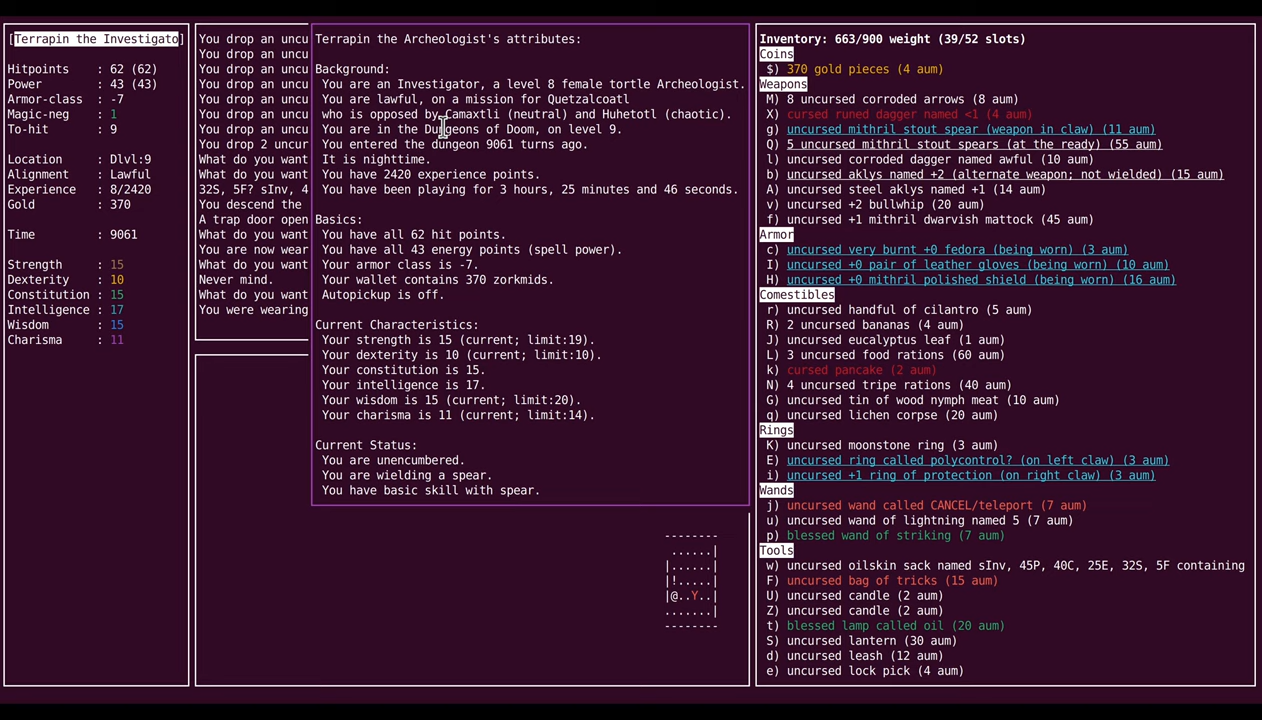 [Terrapin the Investigato]
Hitpoints : 62 (62)
Power : 43 (43)
Armor-class : -7
Magic-neg : 1
To-hit : 9
Location : Dlvl:9
Alignment : Lawful
Experience : 8/2420
Gold : 370
Time : 9061
Strength : 15
Dexterity : 10
Constitution : 15
Intelligence : 17
Wisdom : 15
Charisma : 11
You drop an uncu
You drop an uncu
You drop an uncu
You drop an uncu
You drop an uncu
You drop an uncu
You drop an uncu
You drop 2 uncur
What do you want
What do you want
32S, 5F? sInv, 4
You descend the
A trap door open
What do you want
You are now wear
What do you want
Never mind.
What do you want
You were wearing
Terrapin the Archeologist's attributes:
Background:
You are an Investigator, a level 8 female tortle Archeologist.
You are lawful, on a mission for Quetzalcoatl
who is opposed by Camaxtli (neutral) and Huhetotl (chaotic).
You are in the Dungeons of Doom, on level 9.
You entered the dungeon 9061 turns ago.
It is nighttime.
You have 2420 experience points.
You have been playing for 3 hours, 25 minutes and 46 seconds.
Basics:
You have all 62 hit points.
You have all 43 energy points (spell power).
Your armor class is -7.
Your wallet contains 370 zorkmids.
Autopickup is off.
Current Characteristics:
Your strength is 15 (current; limit:19).
Your dexterity is 10 (current; limit:10).
Your constitution is 15.
Your intelligence is 17.
Your wisdom is 15 (current; limit:20).
Your charisma is 11 (current; limit:14).
Current Status:
You are unencumbered.
You are wielding a spear.
You have basic skill with spear.
--------
......|
|......|
|!.....|
|@..Y..|
.......|
--------
Inventory: 663/900 weight (39/52 slots)
Coins
$) 370 gold pieces (4 aum)
Weapons
M) 8 uncursed corroded arrows (8 aum)
X) cursed runed dagger named <1 (4 aum)
g) uncursed mithril stout spear (weapon in claw) (11 aum)
Q) 5 uncursed mithril stout spears (at the ready) (55 aum)
l) uncursed corroded dagger named awful (10 aum)
b) uncursed aklys named +2 (alternate weapon; not wielded) (15 aum)
A) uncursed steel aklys named +1 (14 aum)
v) uncursed +2 bullwhip (20 aum)
f) uncursed +1 mithril dwarvish mattock (45 aum)
Armor
c) uncursed very burnt +0 fedora (being worn) (3 aum)
I) uncursed +0 pair of leather gloves (being worn) (10 aum)
H) uncursed +0 mithril polished shield (being worn) (16 aum)
Comestibles
r) uncursed handful of cilantro (5 aum)
R) 2 uncursed bananas (4 aum)
J) uncursed eucalyptus leaf (1 aum)
L) 3 uncursed food rations (60 aum)
k) cursed pancake (2 aum)
N) 4 uncursed tripe rations (40 aum)
G) uncursed tin of wood nymph meat (10 aum)
q) uncursed lichen corpse (20 aum)
Rings
K) uncursed moonstone ring (3 aum)
E) uncursed ring called polycontrol? (on left claw) (3 aum)
i) uncursed +1 ring of protection (on right claw) (3 aum)
Wands
j) uncursed wand called CANCEL/teleport (7 aum)
u) uncursed wand of lightning named 5 (7 aum)
p) blessed wand of striking (7 aum)
Tools
w) uncursed oilskin sack named sInv, 45P, 40C, 25E, 32S, 5F containing
F) uncursed bag of tricks (15 aum)
U) uncursed candle (2 aum)
Z) uncursed candle (2 aum)
t) blessed lamp called oil (20 aum)
S) uncursed lantern (30 aum)
d) uncursed leash (12 aum)
e) uncursed lock pick (4 aum)